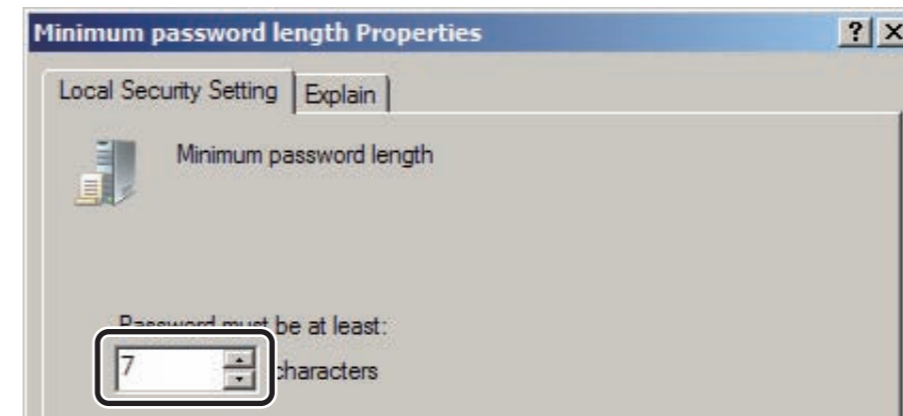 Minimum password length Properties
Local Security Setting Explain
Minimum password length
Password must be at least:
7 characters